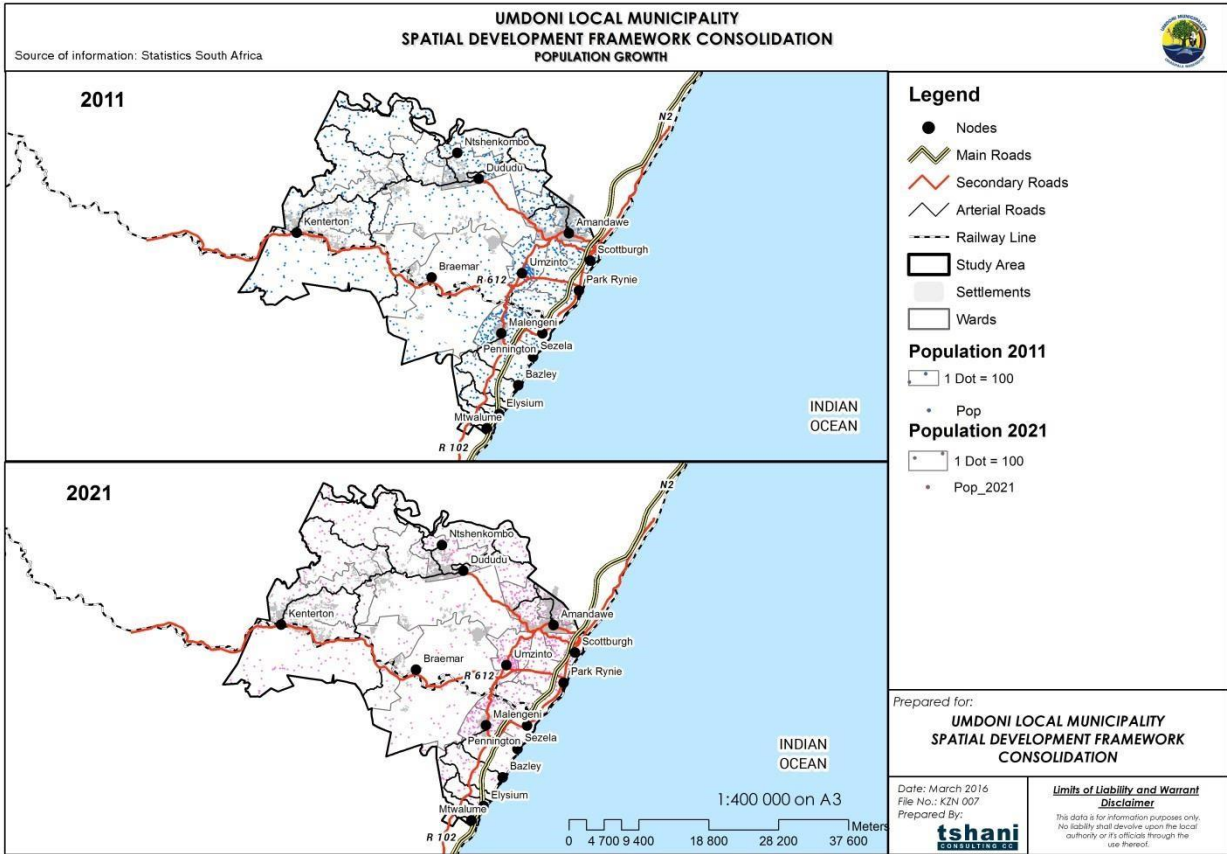 UMDONI LOCAL MUNICIPALITY
SPATIAL DEVELOPMENT FRAMEWORK CONSOLIDATION
POPULATION GROWTH
Source of information: Statistics South Africa
UMDONI MUNICIPALITY
2011
N2
Ntshenkombo
Dududu
Kenterton
Amandawe
Scottburgh
Braemar
Umzinto
R 612
Park Rynie
Malengeni
Pennington
Sezela
Bazley
Elysium
Mtwalume
R 102
INDIAN
OCEAN
2021
N2
Ntshenkombo
Dududu
Kenterton
Amandawe
Scottburgh
Braemar
Umzinto
R 612
Park Rynie
Malengeni
Pennington
Sezela
Bazley
Elysium
Mtwalume
R 102
INDIAN
OCEAN
1:400 000 on A3
0 4 700 9 400 18 800 28 200 37 600
Meters
Legend
Nodes
Main Roads
Secondary Roads
Arterial Roads
Railway Line
Study Area
Settlements
Wards
Population 2011
1 Dot = 100
Pop
Population 2021
1 Dot = 100
Pop_2021
Prepared for:
UMDONI LOCAL MUNICIPALITY
SPATIAL DEVELOPMENT FRAMEWORK
CONSOLIDATION
Date: March 2016
File No.: KZN 007
Prepared By:
tshani
CONSULTING CC
Limits of Liability and Warrant
Disclaimer
This data is for information purposes only.
No liability shall devolve upon the local
authority or its officials through the
use thereof.